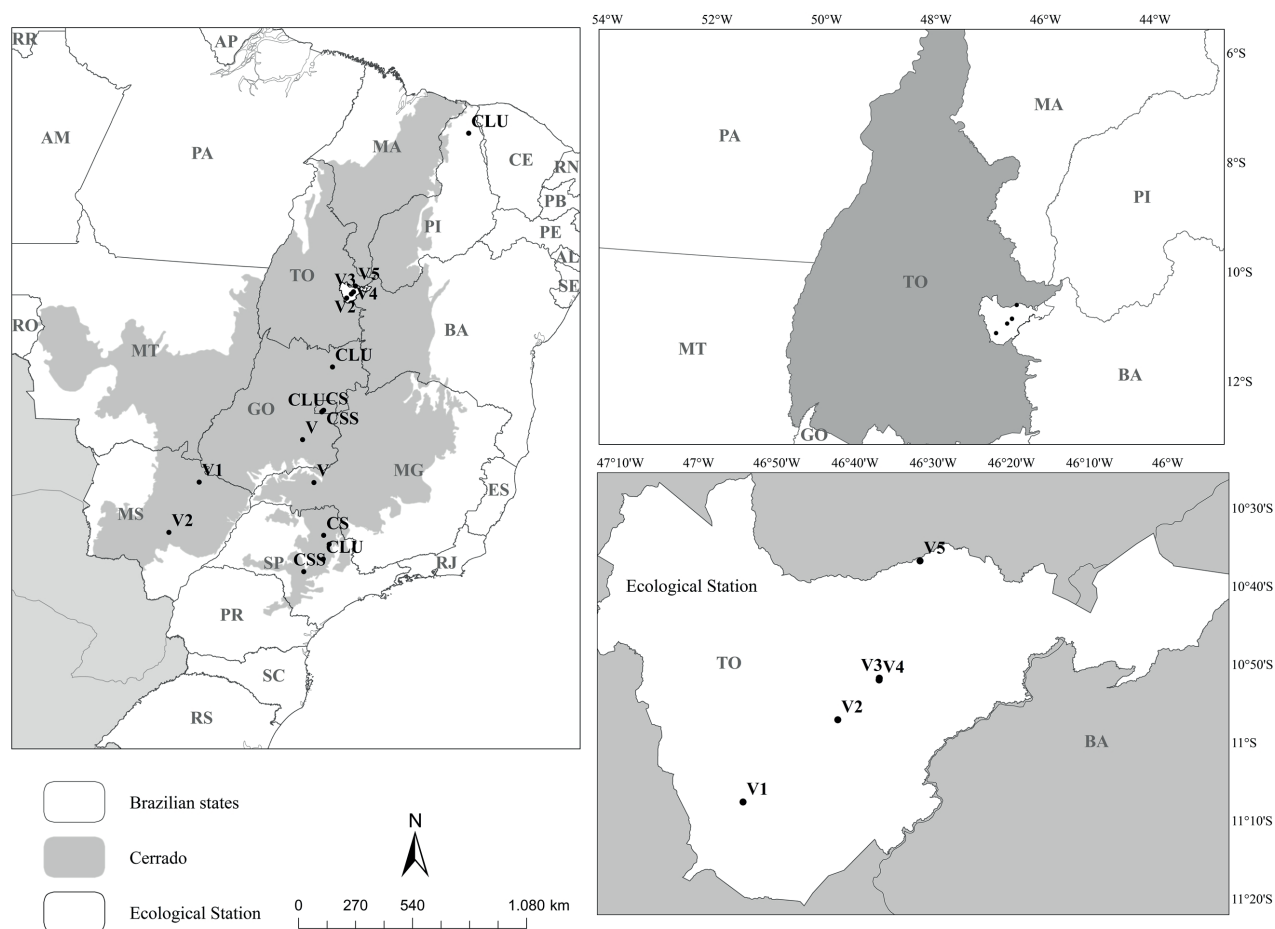 54°W 52°W 50°W 48°W 46°W 44°W
RR
AP
AM
PA
MA
CLU
CE
RN
PB
PI
PE
AL
SE
TO
V3 V5
V4
V2
RO
BA
MT
CLU
GO
CLU CS
CSS
V
V1
V
MG
MS
V2
ES
CS
CLU
SP
CSS
RJ
PR
SC
RS
6°S
MA
PA
8°S
PI
10°S
TO
MT
BA
12°S
GO
47°10'W 47°W 46°50'W 46°40'W 46°30'W 46°20'W 46°10'W 46°W
10°30'S
V5
Ecological Station
10°40'S
TO
V3 V4
10°50'S
V2
11°S
BA
V1
11°10'S
11°20'S
Brazilian states
Cerrado
Ecological Station
N
0 270 540 1.080 km